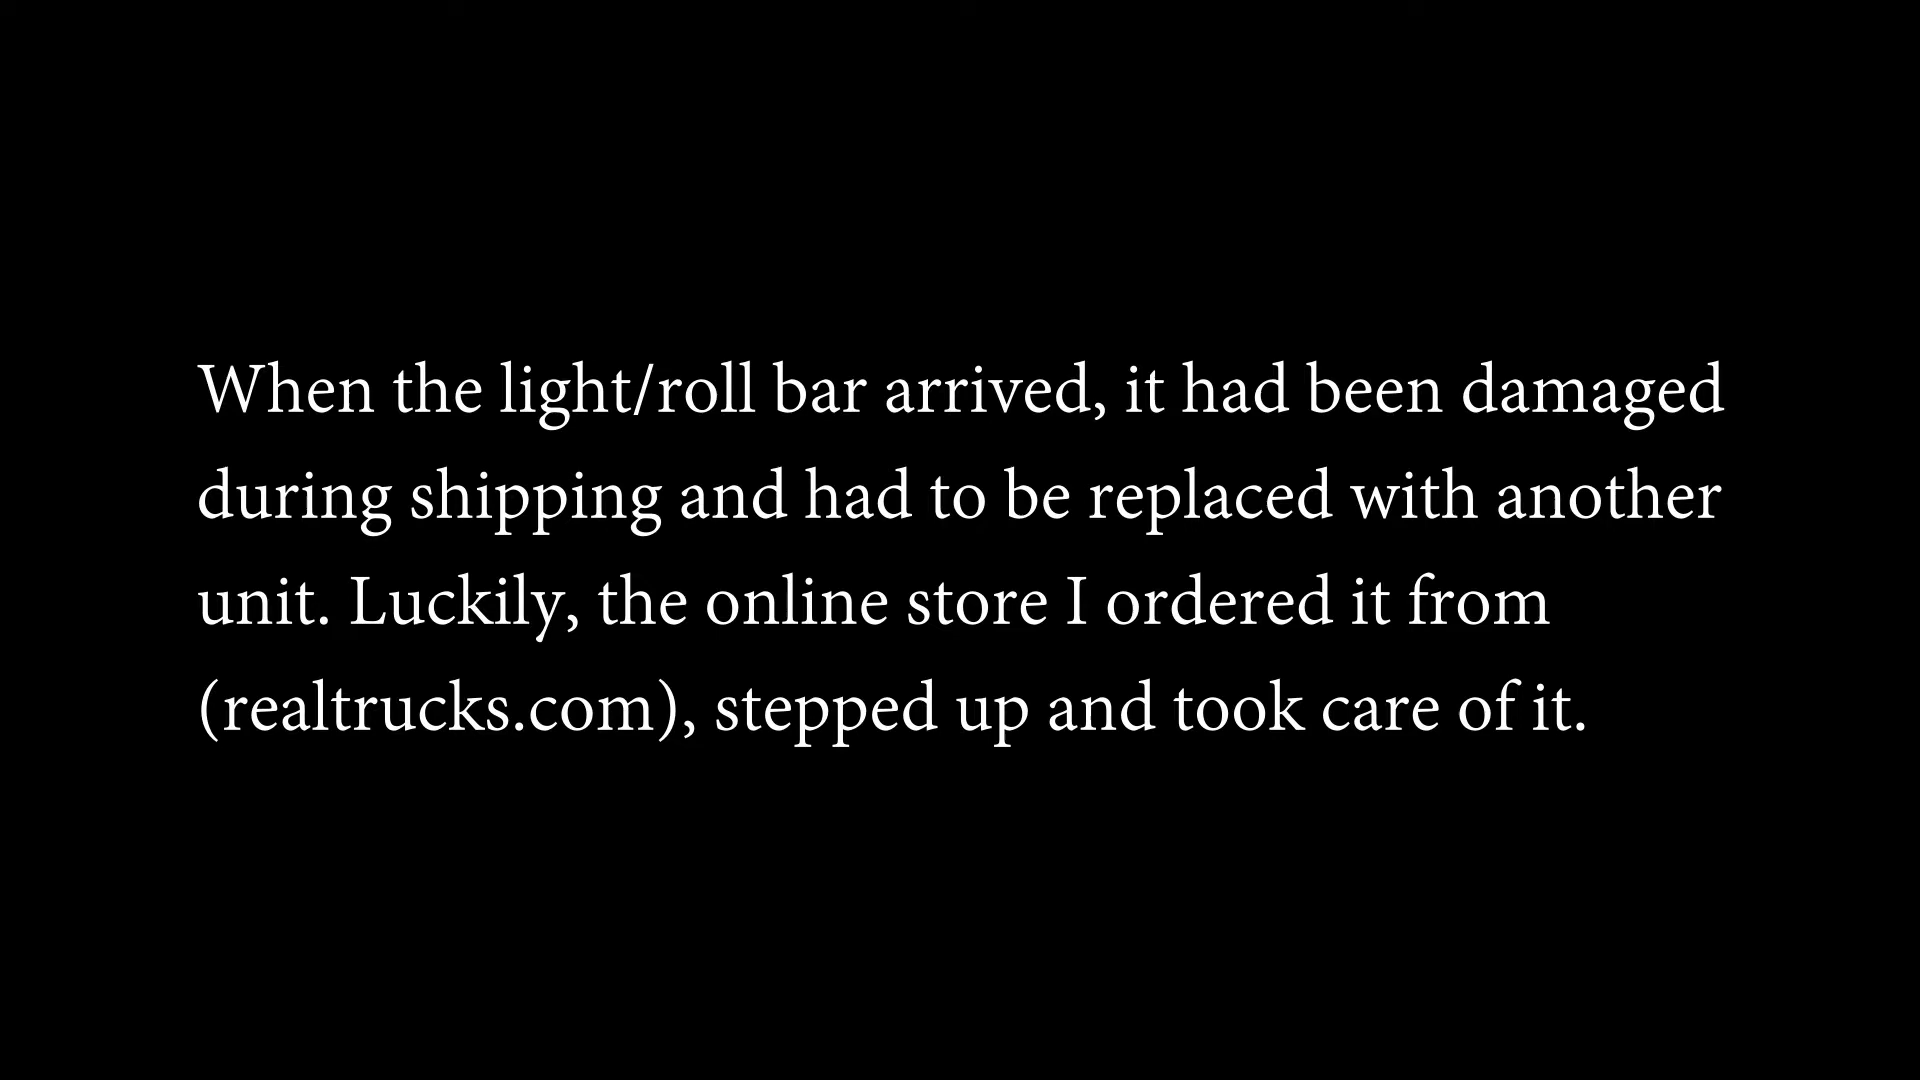 When the light/roll bar arrived, it had been damaged
during shipping and had to be replaced with another
unit. Luckily, the online store I ordered it from
(realtrucks.com), stepped up and took care of it.